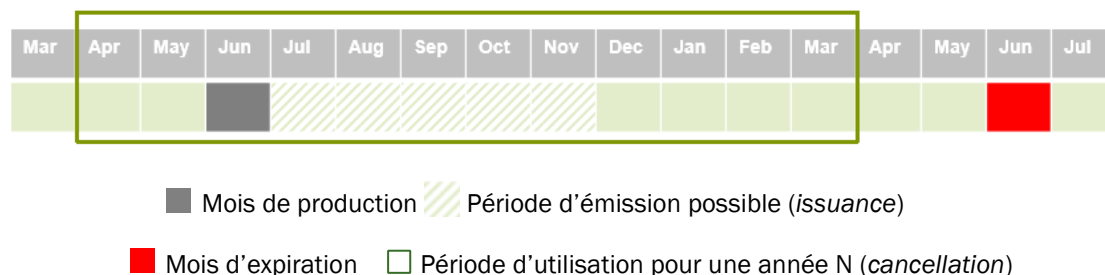 Mar Apr May Jun Jul Aug Sep Oct Nov Dec Jan Feb Mar Apr May Jun Jul
Mois de production Période d’émission possible (issuance)
Mois d’expiration Période d’utilisation pour une année N (cancellation)